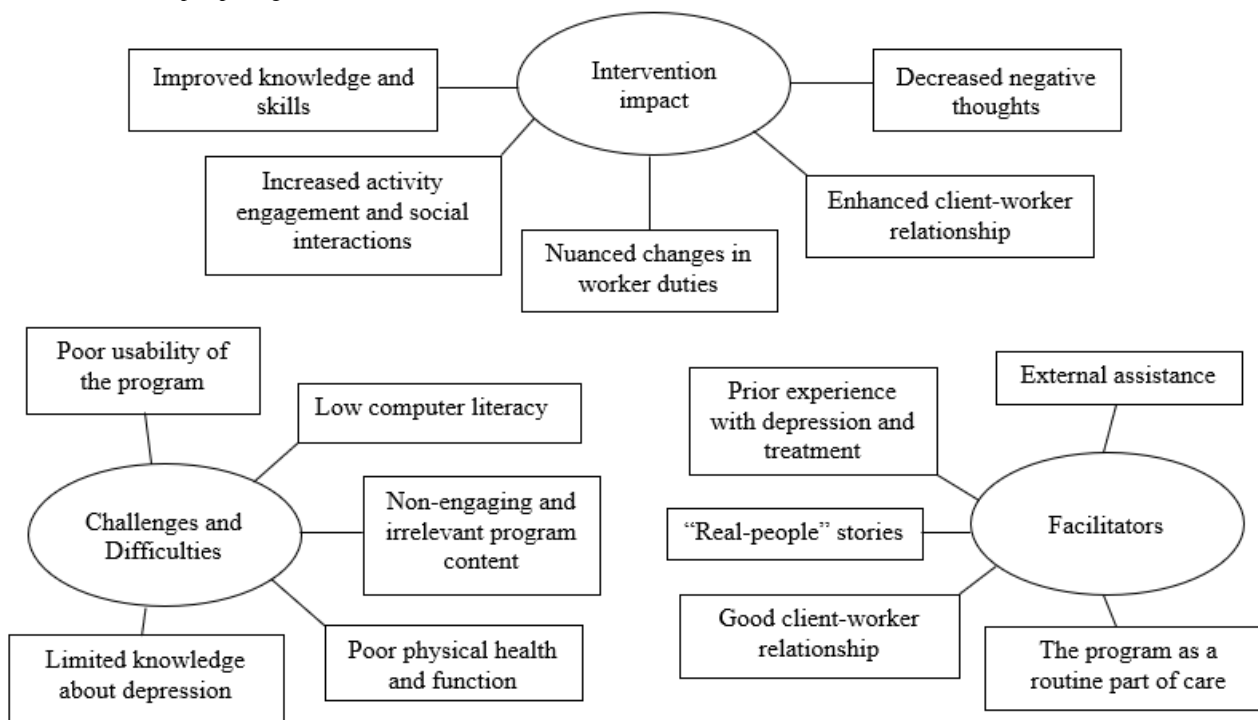 Intervention
impact
Improved knowledge and
skills
Decreased negative
thoughts
Increased activity
engagement and social
interactions
Enhanced client-worker
relationship
Nuanced changes in
worker duties
Poor usability of
the program
Low computer literacy
Non-engaging and
irrelevant program
content
Challenges and
Difficulties
Poor physical health
and function
Limited knowledge
about depression
External assistance
Prior experience
with depression and
treatment
“Real-people” stories
Facilitators
Good client-worker
relationship
The program as a
routine part of care